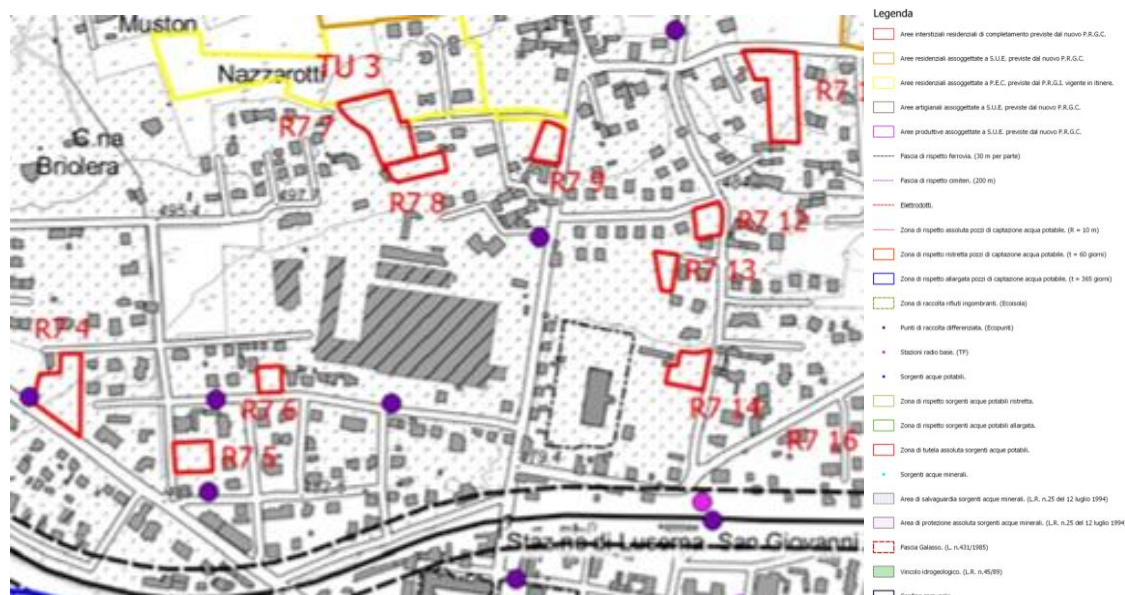 Muston
Nazzarotti
TU 3
R7 7
C.na
Briolera
R7 8
R7 9
495.4
497.
R7 12
R7 13
R7 4
R7 6
R7 14
R7 5
R7 16
479.4
Stazione di Luserna San Giovanni
Legenda
Aree interstiziali residenziali di completamento previste dal nuovo P.R.G.C.
Aree residenziali assoggettate a S.U.E. previste dal nuovo P.R.G.C.
Aree residenziali assoggettate a P.E.C. previste dal P.R.G.I. vigente in itinere.
Aree artigianali assoggettate a S.U.E. previste dal nuovo P.R.G.C.
Aree produttive assoggettate a S.U.E. previste dal nuovo P.R.G.C.
Fascia di rispetto ferrovia. (30 m per parte)
Fascia di rispetto cimiteri. (200 m)
Elettrodotti.
Zona di rispetto assoluta pozzi di captazione acqua potabile. (R = 10 m)
Zona di rispetto ristretta pozzi di captazione acqua potabile. (t = 60 giorni)
Zona di rispetto allargata pozzi di captazione acqua potabile. (t = 365 giorni)
Zona di raccolta rifiuti ingombranti. (Ecoisola)
Punti di raccolta differenziata. (Ecopunti)
Stazioni radio base. (TF)
Sorgenti acque potabili.
Zona di rispetto sorgenti acque potabili ristretta.
Zona di rispetto sorgenti acque potabili allargata.
Zona di tutela assoluta sorgenti acque potabili.
Sorgenti acque minerali.
Area di salvaguardia sorgenti acque minerali. (L.R. n.25 del 12 luglio 1994)
Area di protezione assoluta sorgenti acque minerali. (L.R. n.25 del 12 luglio 1994
Fascia Galasso. (L. n.431/1985)
Vincolo idrogeologico. (L.R. n.45/89)